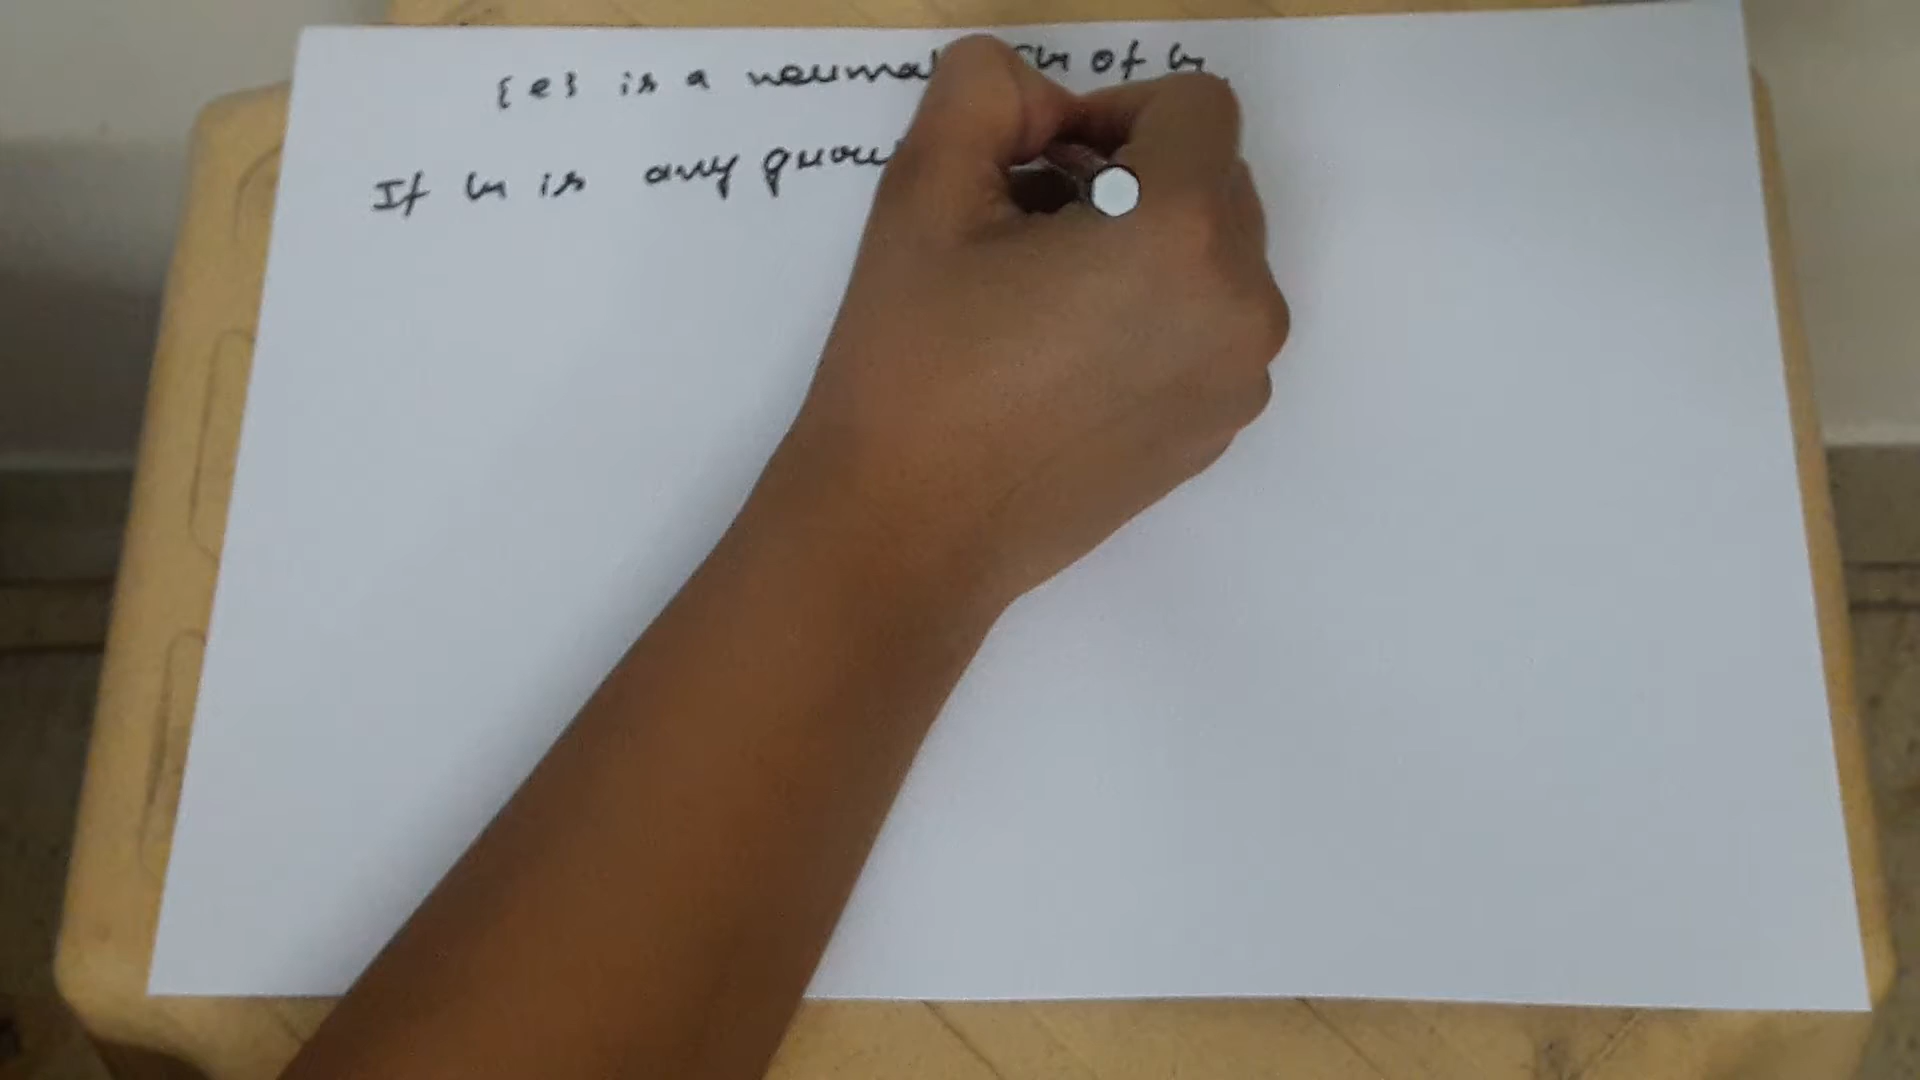 {e} is a normal of G
If G is any